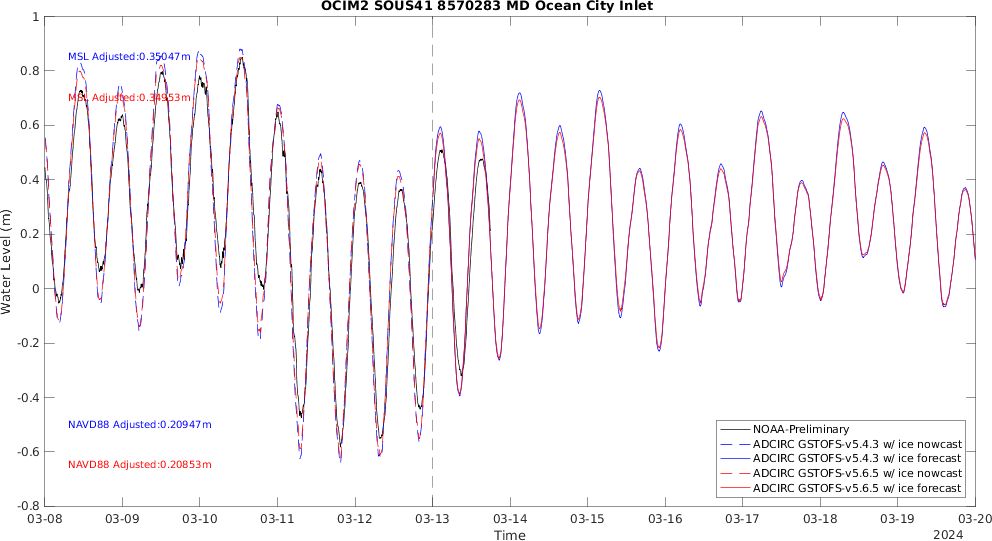 OCIM2 SOUS41 8570283 MD Ocean City Inlet
1
0.8
0.6
0.4
0.2
0
-0.2
-0.4
-0.6
-0.8
Water Level (m)
MSL Adjusted:0.35047m
MSL Adjusted:0.34953m
NAVD88 Adjusted:0.20947m
NAVD88 Adjusted:0.20853m
NOAA-Preliminary
ADCIRC GSTOFS-v5.4.3 w/ ice nowcast
ADCIRC GSTOFS-v5.4.3 w/ ice forecast
ADCIRC GSTOFS-v5.6.5 w/ ice nowcast
ADCIRC GSTOFS-v5.6.5 w/ ice forecast
03-08 03-09 03-10 03-11 03-12 03-13 03-14 03-15 03-16 03-17 03-18 03-19 03-20
Time
2024